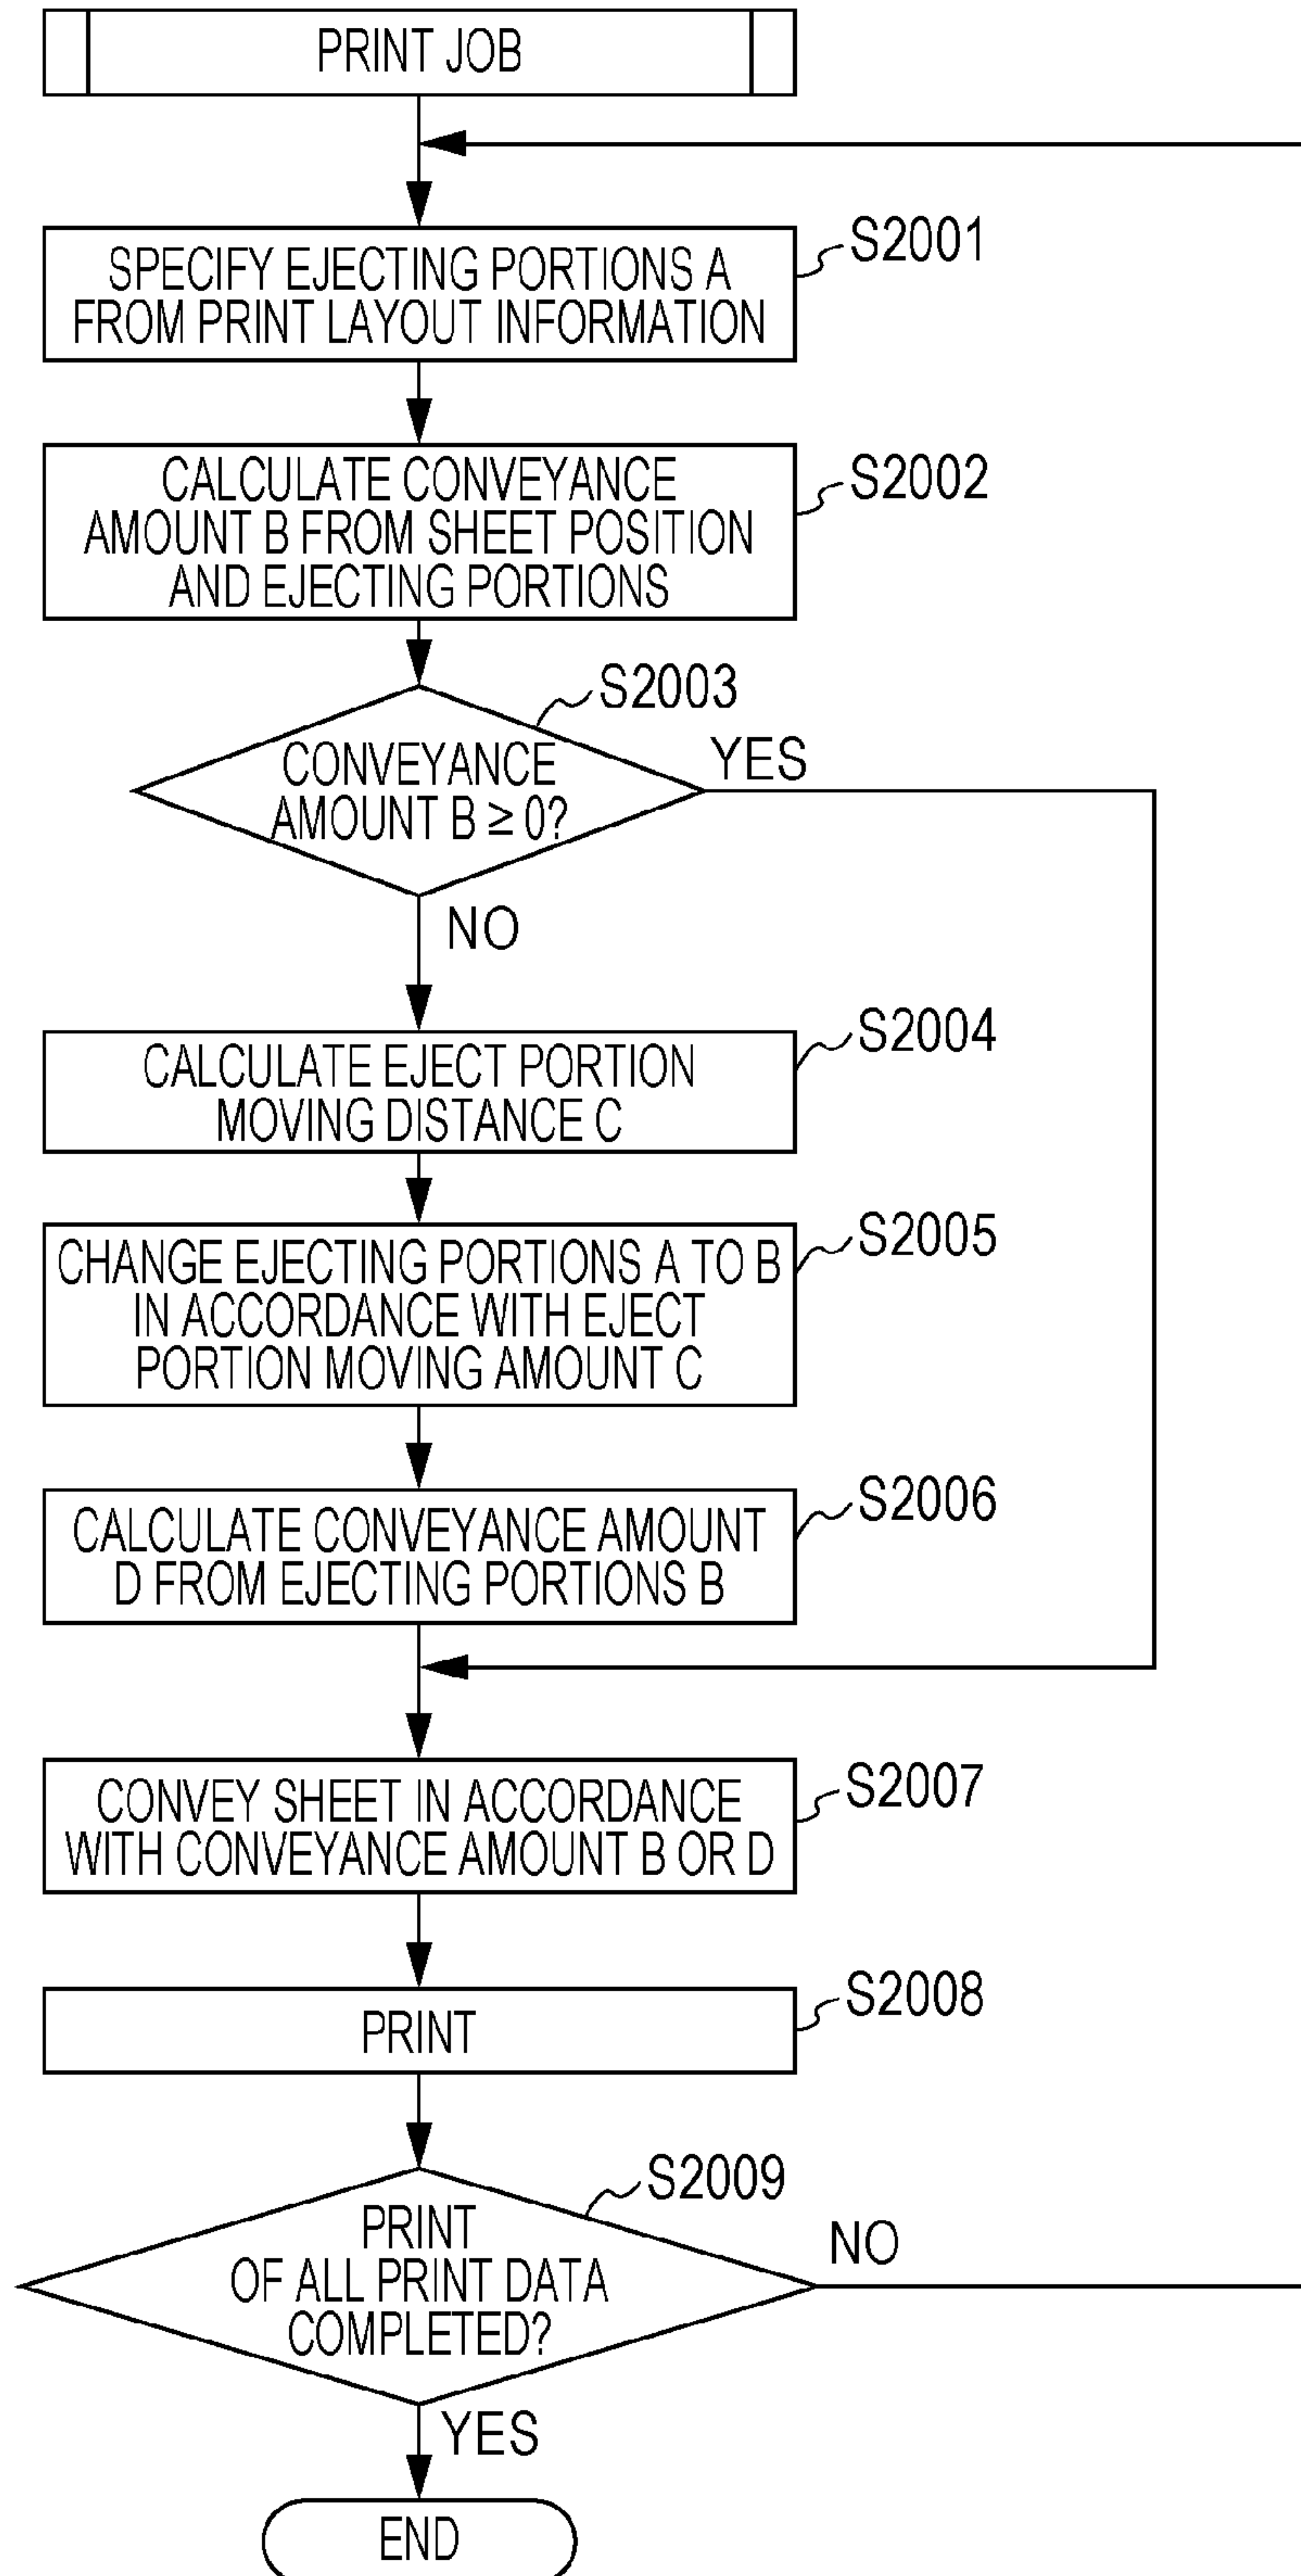 PRINT JOB
S2001
SPECIFY EJECTING PORTIONS A
FROM PRINT LAYOUT INFORMATION
S2002
CALCULATE CONVEYANCE
AMOUNT B FROM SHEET POSITION
AND EJECTING PORTIONS
S2003
CONVEYANCE
AMOUNT B ≥ 0?
YES
NO
S2004
CALCULATE EJECT PORTION
MOVING DISTANCE C
S2005
CHANGE EJECTING PORTIONS A TO B
IN ACCORDANCE WITH EJECT
PORTION MOVING AMOUNT C
S2006
CALCULATE CONVEYANCE AMOUNT
D FROM EJECTING PORTIONS B
S2007
CONVEY SHEET IN ACCORDANCE
WITH CONVEYANCE AMOUNT B OR D
S2008
PRINT
S2009
PRINT
OF ALL PRINT DATA
COMPLETED?
NO
YES
END